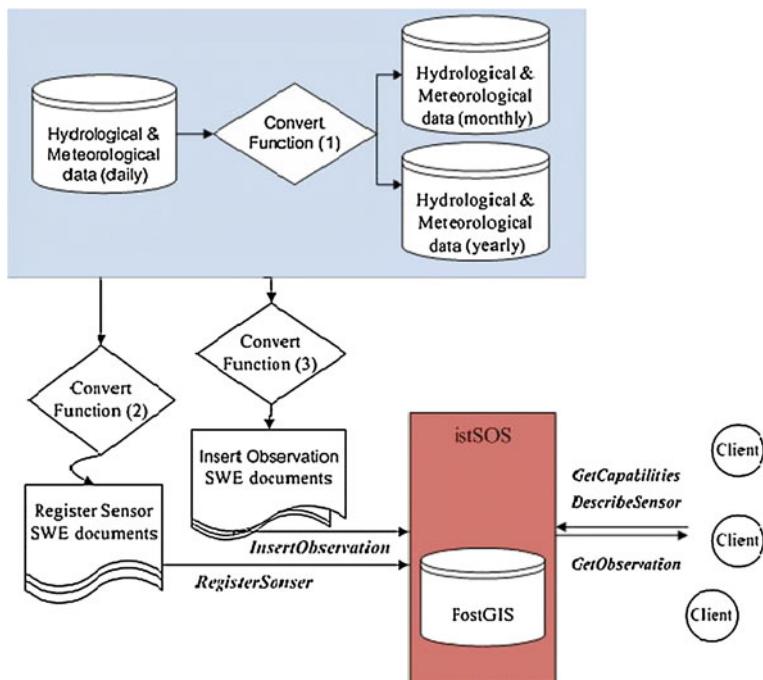 Hydrological &
Meteorological
data (daily)
Convert
Function (1)
Hydrological &
Meteorological
data (monthly)
Hydrological &
Meteorological
data (yearly)
Convert
Function (2)
Convert
Function (3)
Insert Observation
SWE documents
Register Sensor
SWE documents
InsertObservation
RegisterSonser
istSOS
FostGIS
GetCapabilities
DescribeSensor
GetObservation
Client
Client
Client